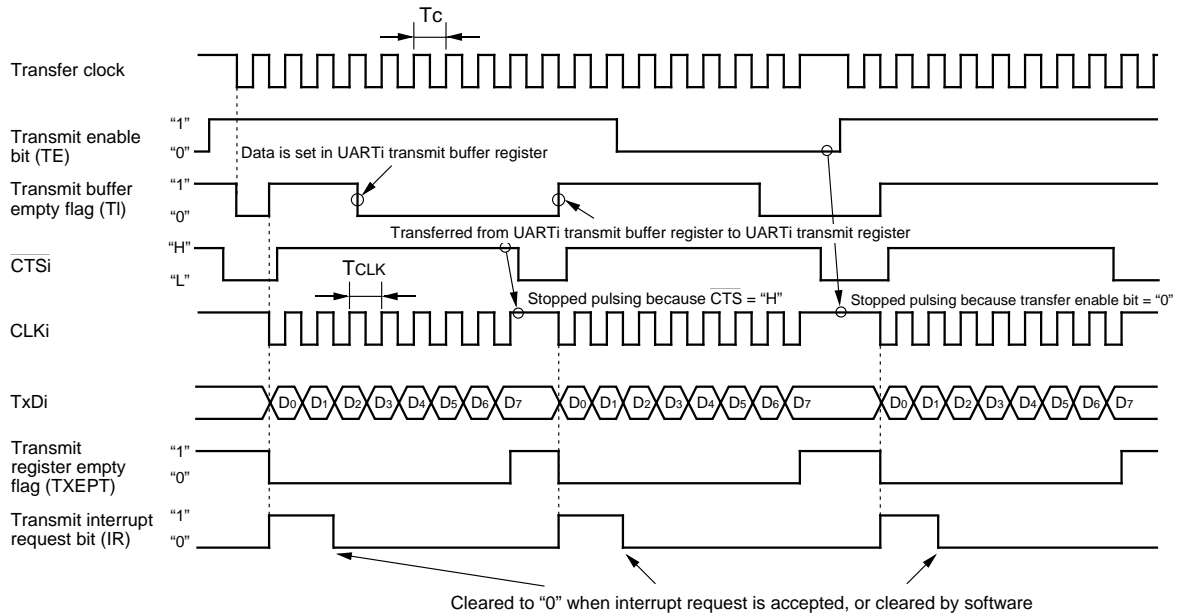 Tc
Transfer clock
Transmit enable
bit (TE)
“1”
“0”
Data is set in UARTi transmit buffer register
Transmit buffer
empty flag (TI)
“1”
“0”
Transferred from UARTi transmit buffer register to UARTi transmit register
CTSi
“H”
“L”
TCLK
Stopped pulsing because CTS = “H”
Stopped pulsing because transfer enable bit = “0”
CLKi
TxDi
D0 D1 D2 D3 D4 D5 D6 D7
D0 D1 D2 D3 D4 D5 D6 D7
D0 D1 D2 D3 D4 D5 D6 D7
Transmit
register empty
flag (TXEPT)
“1”
“0”
Transmit interrupt
request bit (IR)
“1”
“0”
Cleared to “0” when interrupt request is accepted, or cleared by software